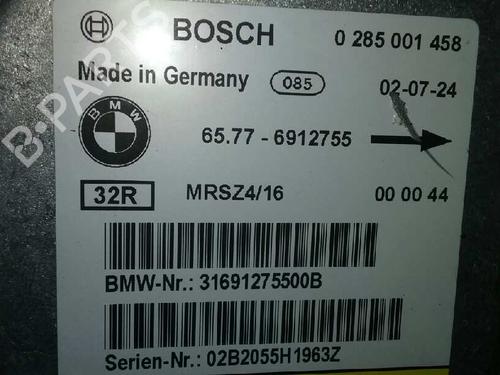 BOSCH 0 285 001 458
Made in Germany 085 02-07-24
BMW 65.77 - 6912755
32R MRSZ4/16 00 00 44
BMW-Nr.: 31691275500B
Serien-Nr.: 02B2055H1963Z
B-PARTS